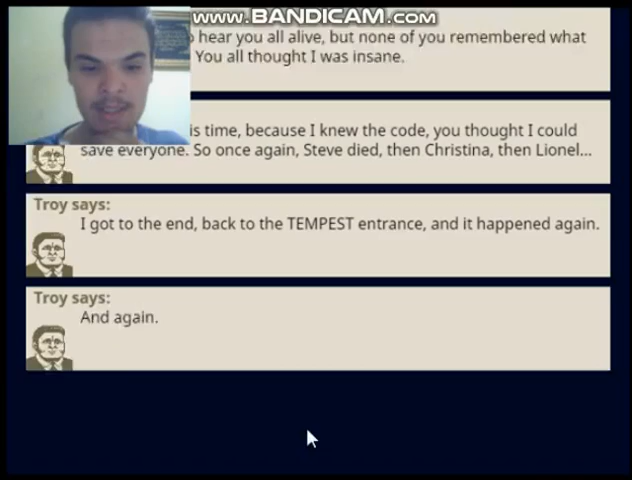 www.BANDICAM.com
hear you all alive, but none of you remembered what
You all thought I was insane.
is time, because I knew the code, you thought I could
save everyone. So once again, Steve died, then Christina, then Lionel...
Troy says:
I got to the end, back to the TEMPEST entrance, and it happened again.
Troy says:
And again.